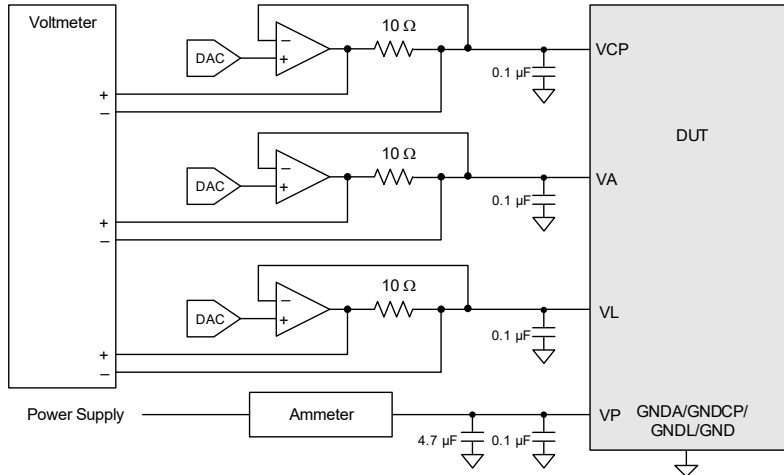 Voltmeter
10 Ω
−
DAC
+
VCP
0.1 µF
+
−
DUT
10 Ω
−
DAC
+
VA
0.1 µF
+
−
10 Ω
−
DAC
+
VL
0.1 µF
+
−
Power Supply
Ammeter
VP
GNDA/GNDCP/
GNDL/GND
4.7 µF
0.1 µF